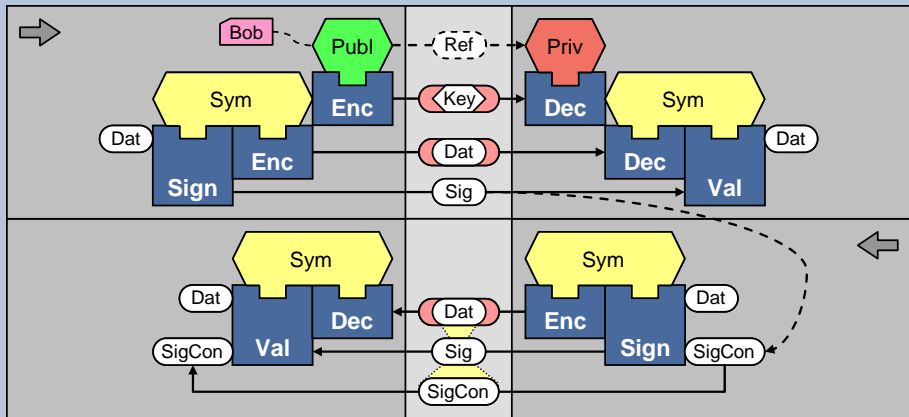 Bob
Publ
Ref
Priv
Sym
Enc
Key
Dec
Sym
Dat
Enc
Dat
Dec
Dat
Sign
Sig
Val
Sym
Sym
Dat
Dec
Dat
Enc
Dat
SigCon
Val
Sig
Sign
SigCon
SigCon